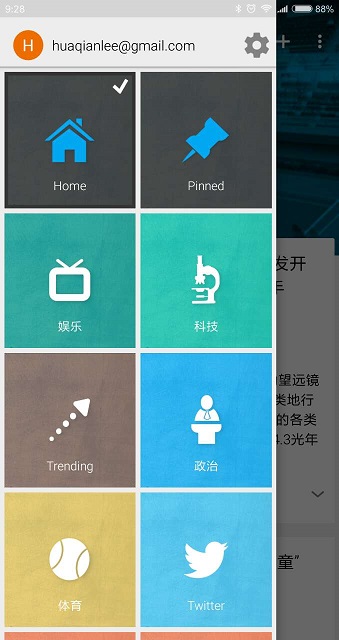 9:28
88%
H
huaqianlee@gmail.com
Home
Pinned
娱乐
科技
Trending
政治
体育
Twitter
发开
望远镜
类地行
的各类
4.3光年
童”